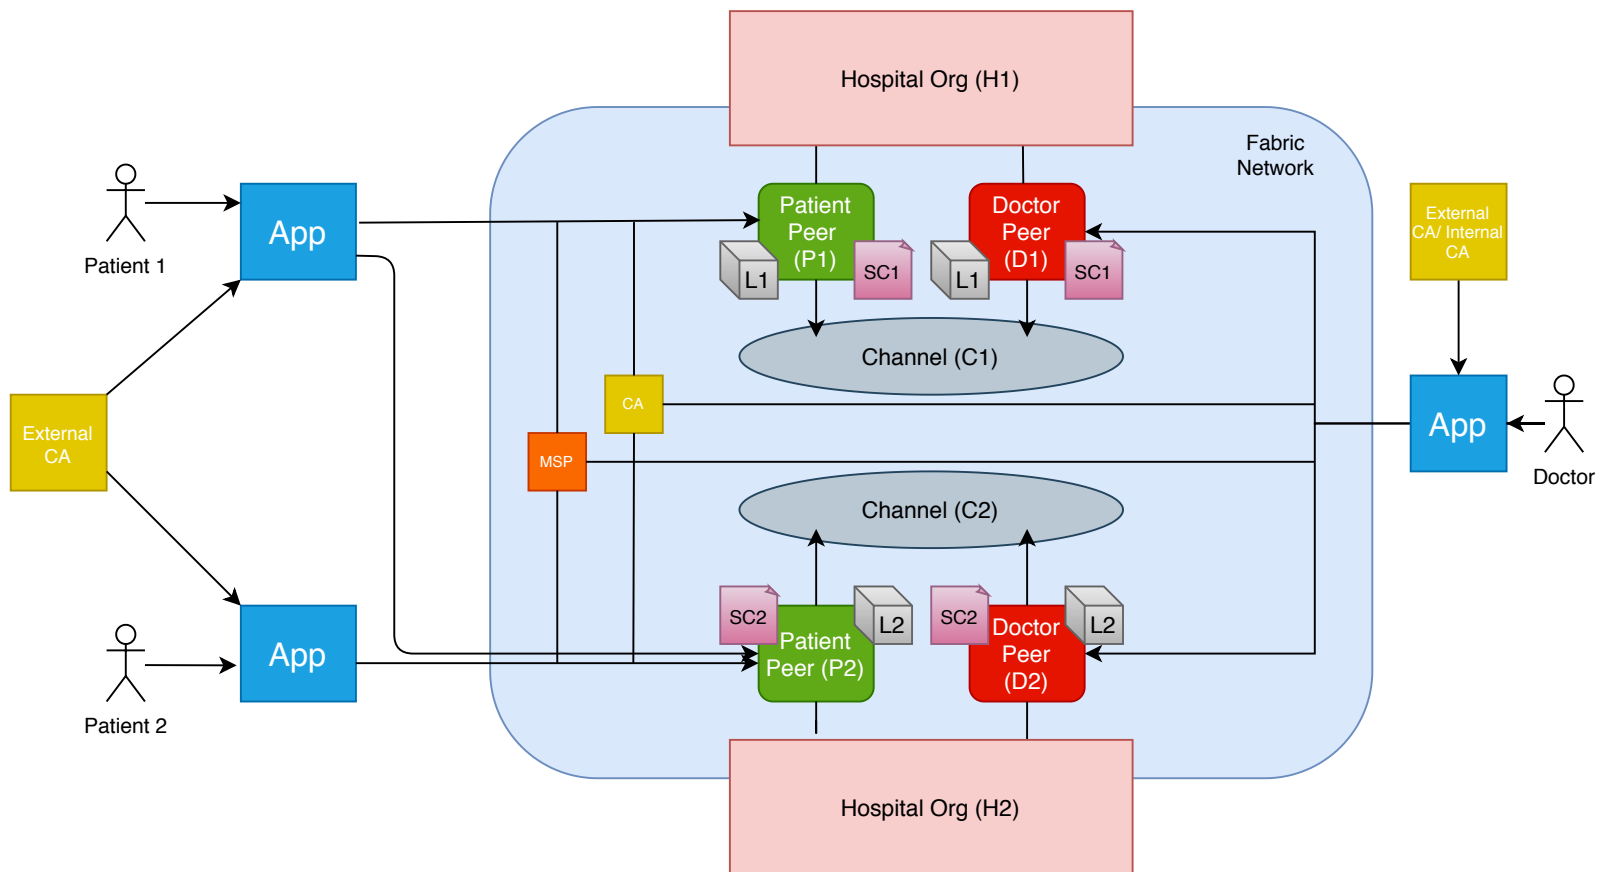 Hospital Org (H1)
Fabric
Network
Patient 1
App
Patient
Peer
(P1)
L1
SC1
Doctor
Peer
(D1)
L1
SC1
External
CA/ Internal
CA
Channel (C1)
CA
External
CA
MSP
App
Doctor
Channel (C2)
SC2
L2
Patient
Peer (P2)
SC2
L2
Doctor
Peer
(D2)
App
Patient 2
Hospital Org (H2)